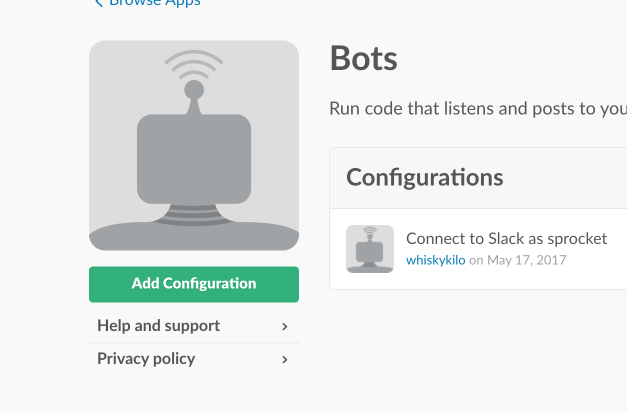 Browse Apps
Bots
Run code that listens and posts to you
Configurations
Connect to Slack as sprocket
whiskykilo on May 17, 2017
Add Configuration
Help and support
Privacy policy